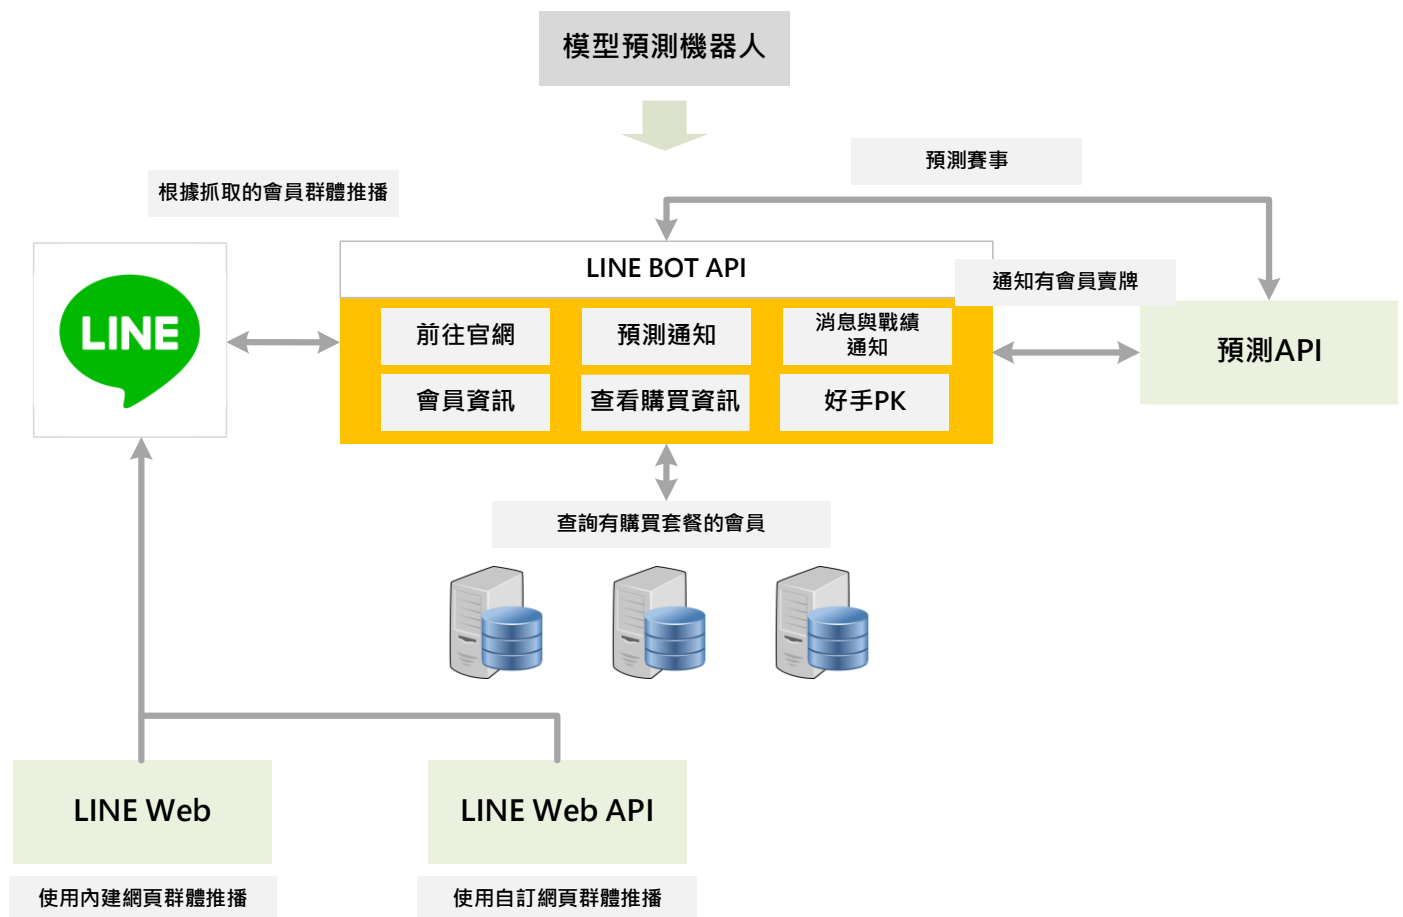 模型預測機器人
預測賽事
根據抓取的會員群體推播
LINE
LINE BOT API
通知有會員賣牌
前往官網
預測通知
消息與戰績
通知
會員資訊
查看購買資訊
好手PK
預測API
查詢有購買套餐的會員
LINE Web
LINE Web API
使用內建網頁群體推播
使用自訂網頁群體推播